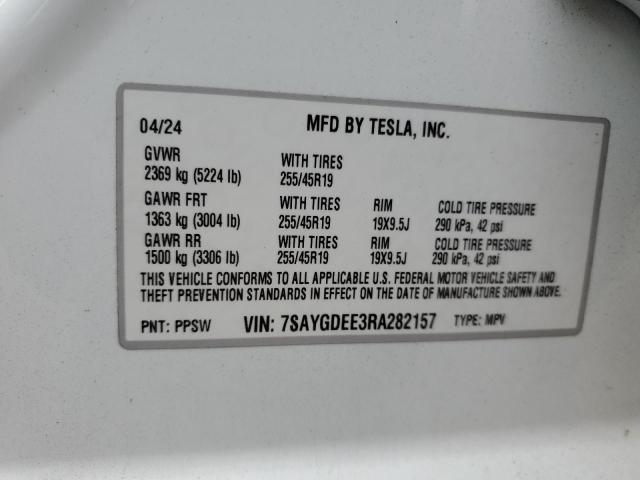 04/24 MFD BY TESLA, INC.
GVWR WITH TIRES
2369 kg (5224 lb) 255/45R19
GAWR FRT WITH TIRES RIM COLD TIRE PRESSURE
1363 kg (3004 lb) 255/45R19 19X9.5J 290 kPa, 42 psi
GAWR RR WITH TIRES RIM COLD TIRE PRESSURE
1500 kg (3306 lb) 255/45R19 19X9.5J 290 kPa, 42 psi
THIS VEHICLE CONFORMS TO ALL APPLICABLE U.S. FEDERAL MOTOR VEHICLE SAFETY AND
THEFT PREVENTION STANDARDS IN EFFECT ON THE DATE OF MANUFACTURE SHOWN ABOVE.
PNT: PPSW VIN: 7SAYGDEE3RA282157 TYPE: MPV